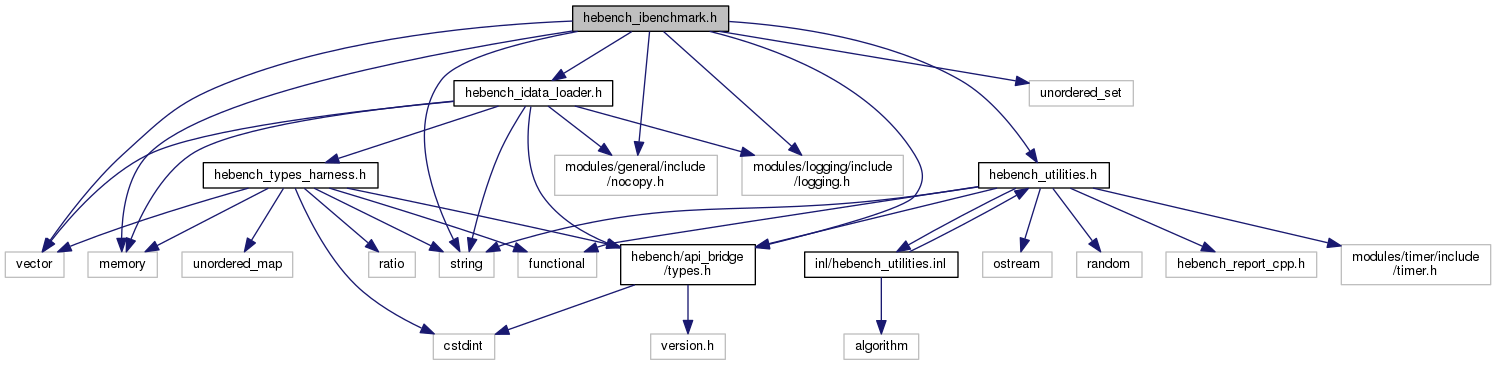 hebench_ibenchmark.h
hebench_idata_loader.h
unordered_set
modules/general/include
/nocopy.h
modules/logging/include
/logging.h
hebench_types_harness.h
hebench_utilities.h
vector
memory
unordered_map
ratio
string
functional
hebench/api_bridge
/types.h
inl/hebench_utilities.inl
ostream
random
hebench_report_cpp.h
modules/timer/include
/timer.h
cstdint
version.h
algorithm